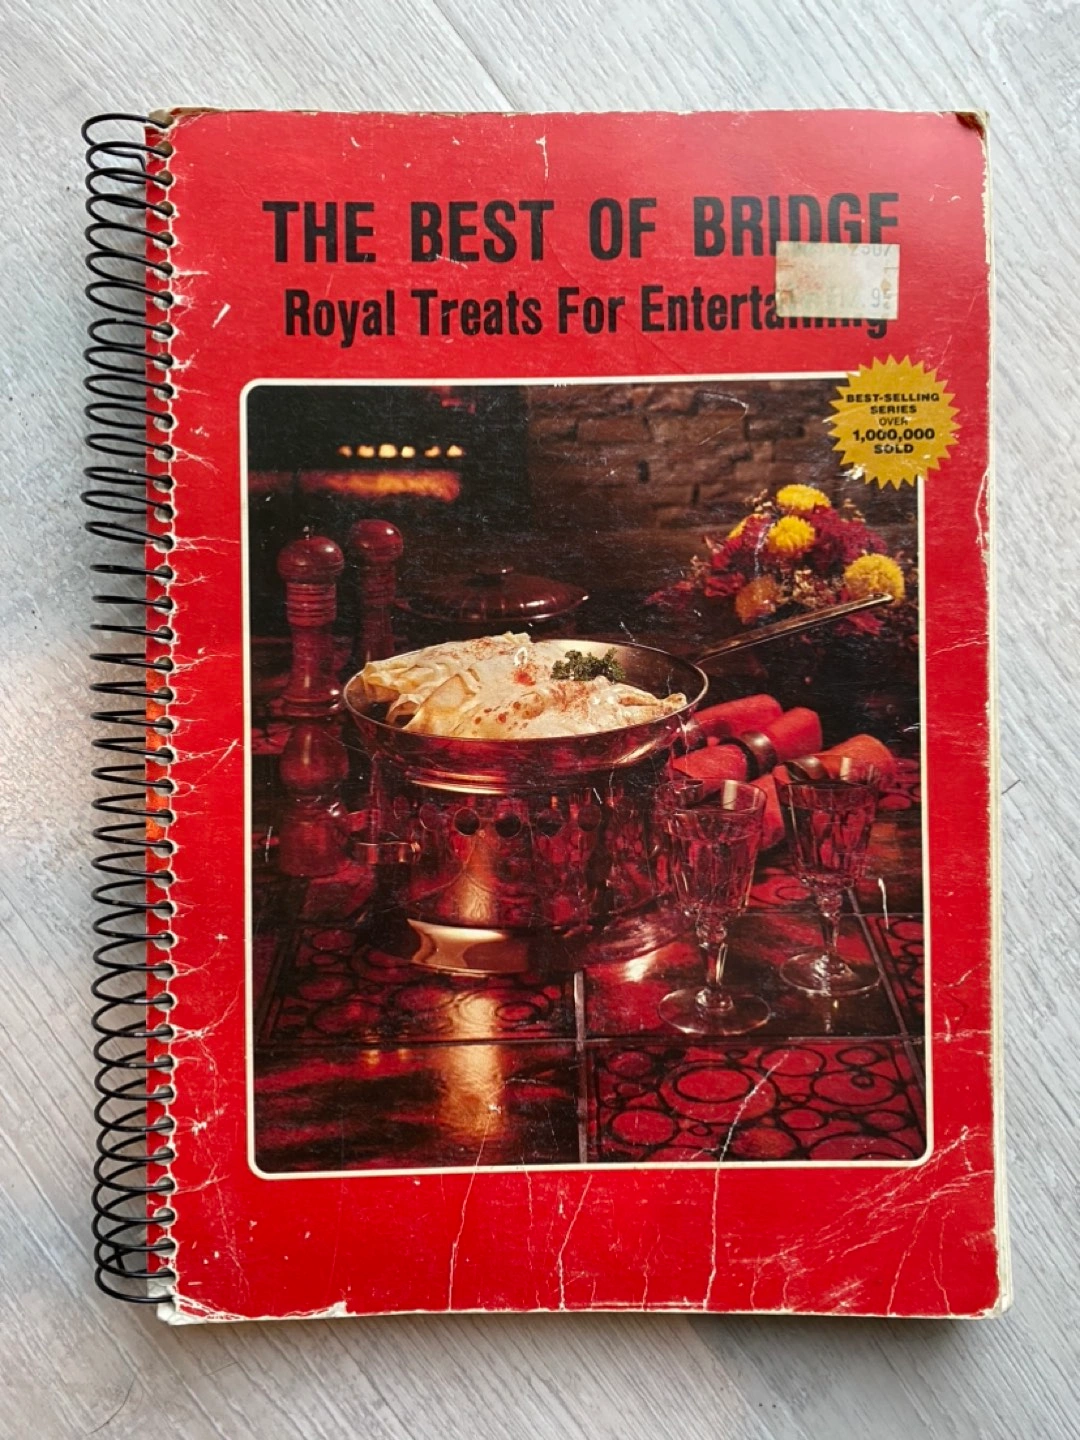 THE BEST OF BRIDGE
Royal Treats For Entertaining
BEST-SELLING
SERIES
OVER
1,000,000
SOLD